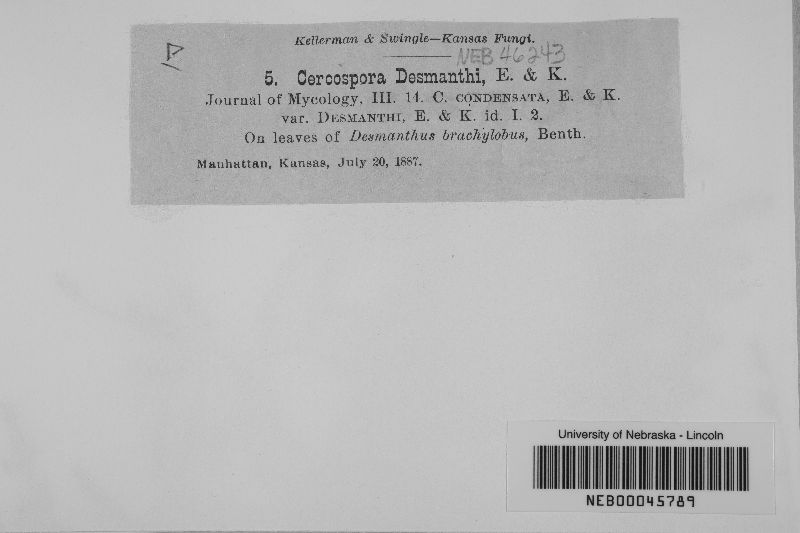 Kellerman & Swingle—Kansas Fungi.
P
NEB 46243
5. Cercospora Desmanthi, E. & K.
Journal of Mycology, III. 14. C. CONDENSATA, E. & K.
var. DESMANTHI, E. & K. id. I. 2.
On leaves of Desmanthus brachylobus, Benth.
Manhattan, Kansas, July 20, 1887.
University of Nebraska - Lincoln
NEB00045789